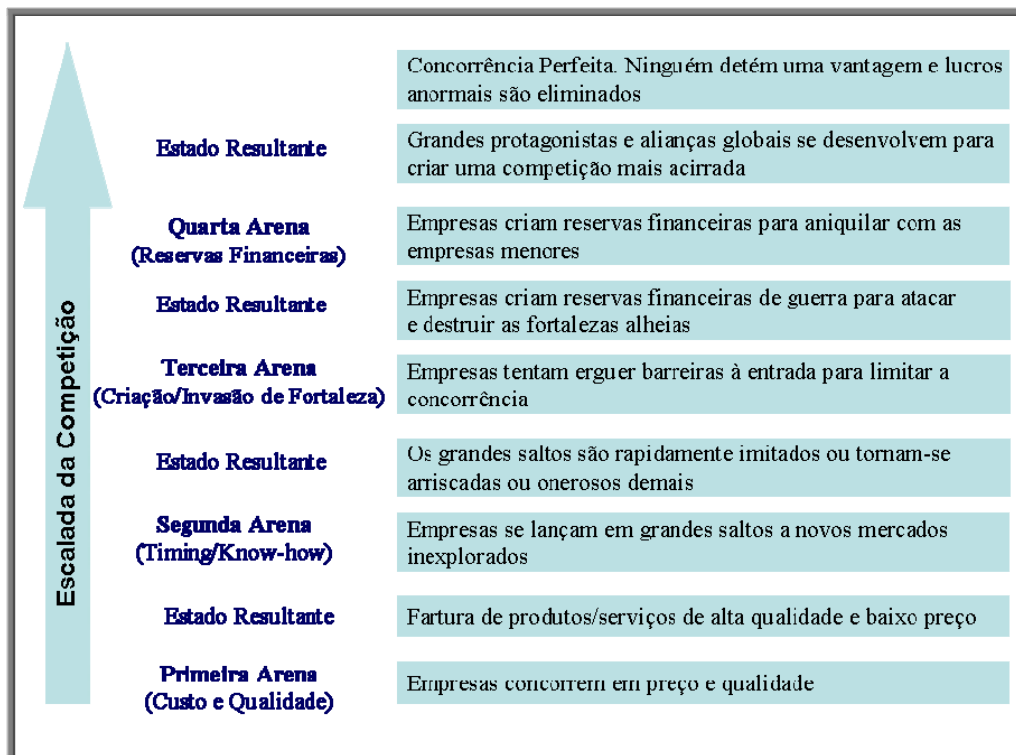 Concorrência Perfeita. Ninguém detém uma vantagem e lucros
anormais são eliminados
Estado Resultante
Grandes protagonistas e alianças globais se desenvolvem para
criar uma competição mais acirrada
Quarta Arena
(Reservas Financeiras)
Empresas criam reservas financeiras para aniquilar com as
empresas menores
Estado Resultante
Empresas criam reservas financeiras de guerra para atacar
e destruir as fortalezas alheias
Terceira Arena
(Criação/Invasão de Fortaleza)
Empresas tentam erguer barreiras à entrada para limitar a
concorrência
Estado Resultante
Os grandes saltos são rapidamente imitados ou tornam-se
arriscadas ou onerosos demais
Segunda Arena
(Timing/Know-how)
Empresas se lançam em grandes saltos a novos mercados
inexplorados
Estado Resultante
Fartura de produtos/serviços de alta qualidade e baixo preço
Primeira Arena
(Custo e Qualidade)
Empresas concorrem em preço e qualidade
Escalada da Competição